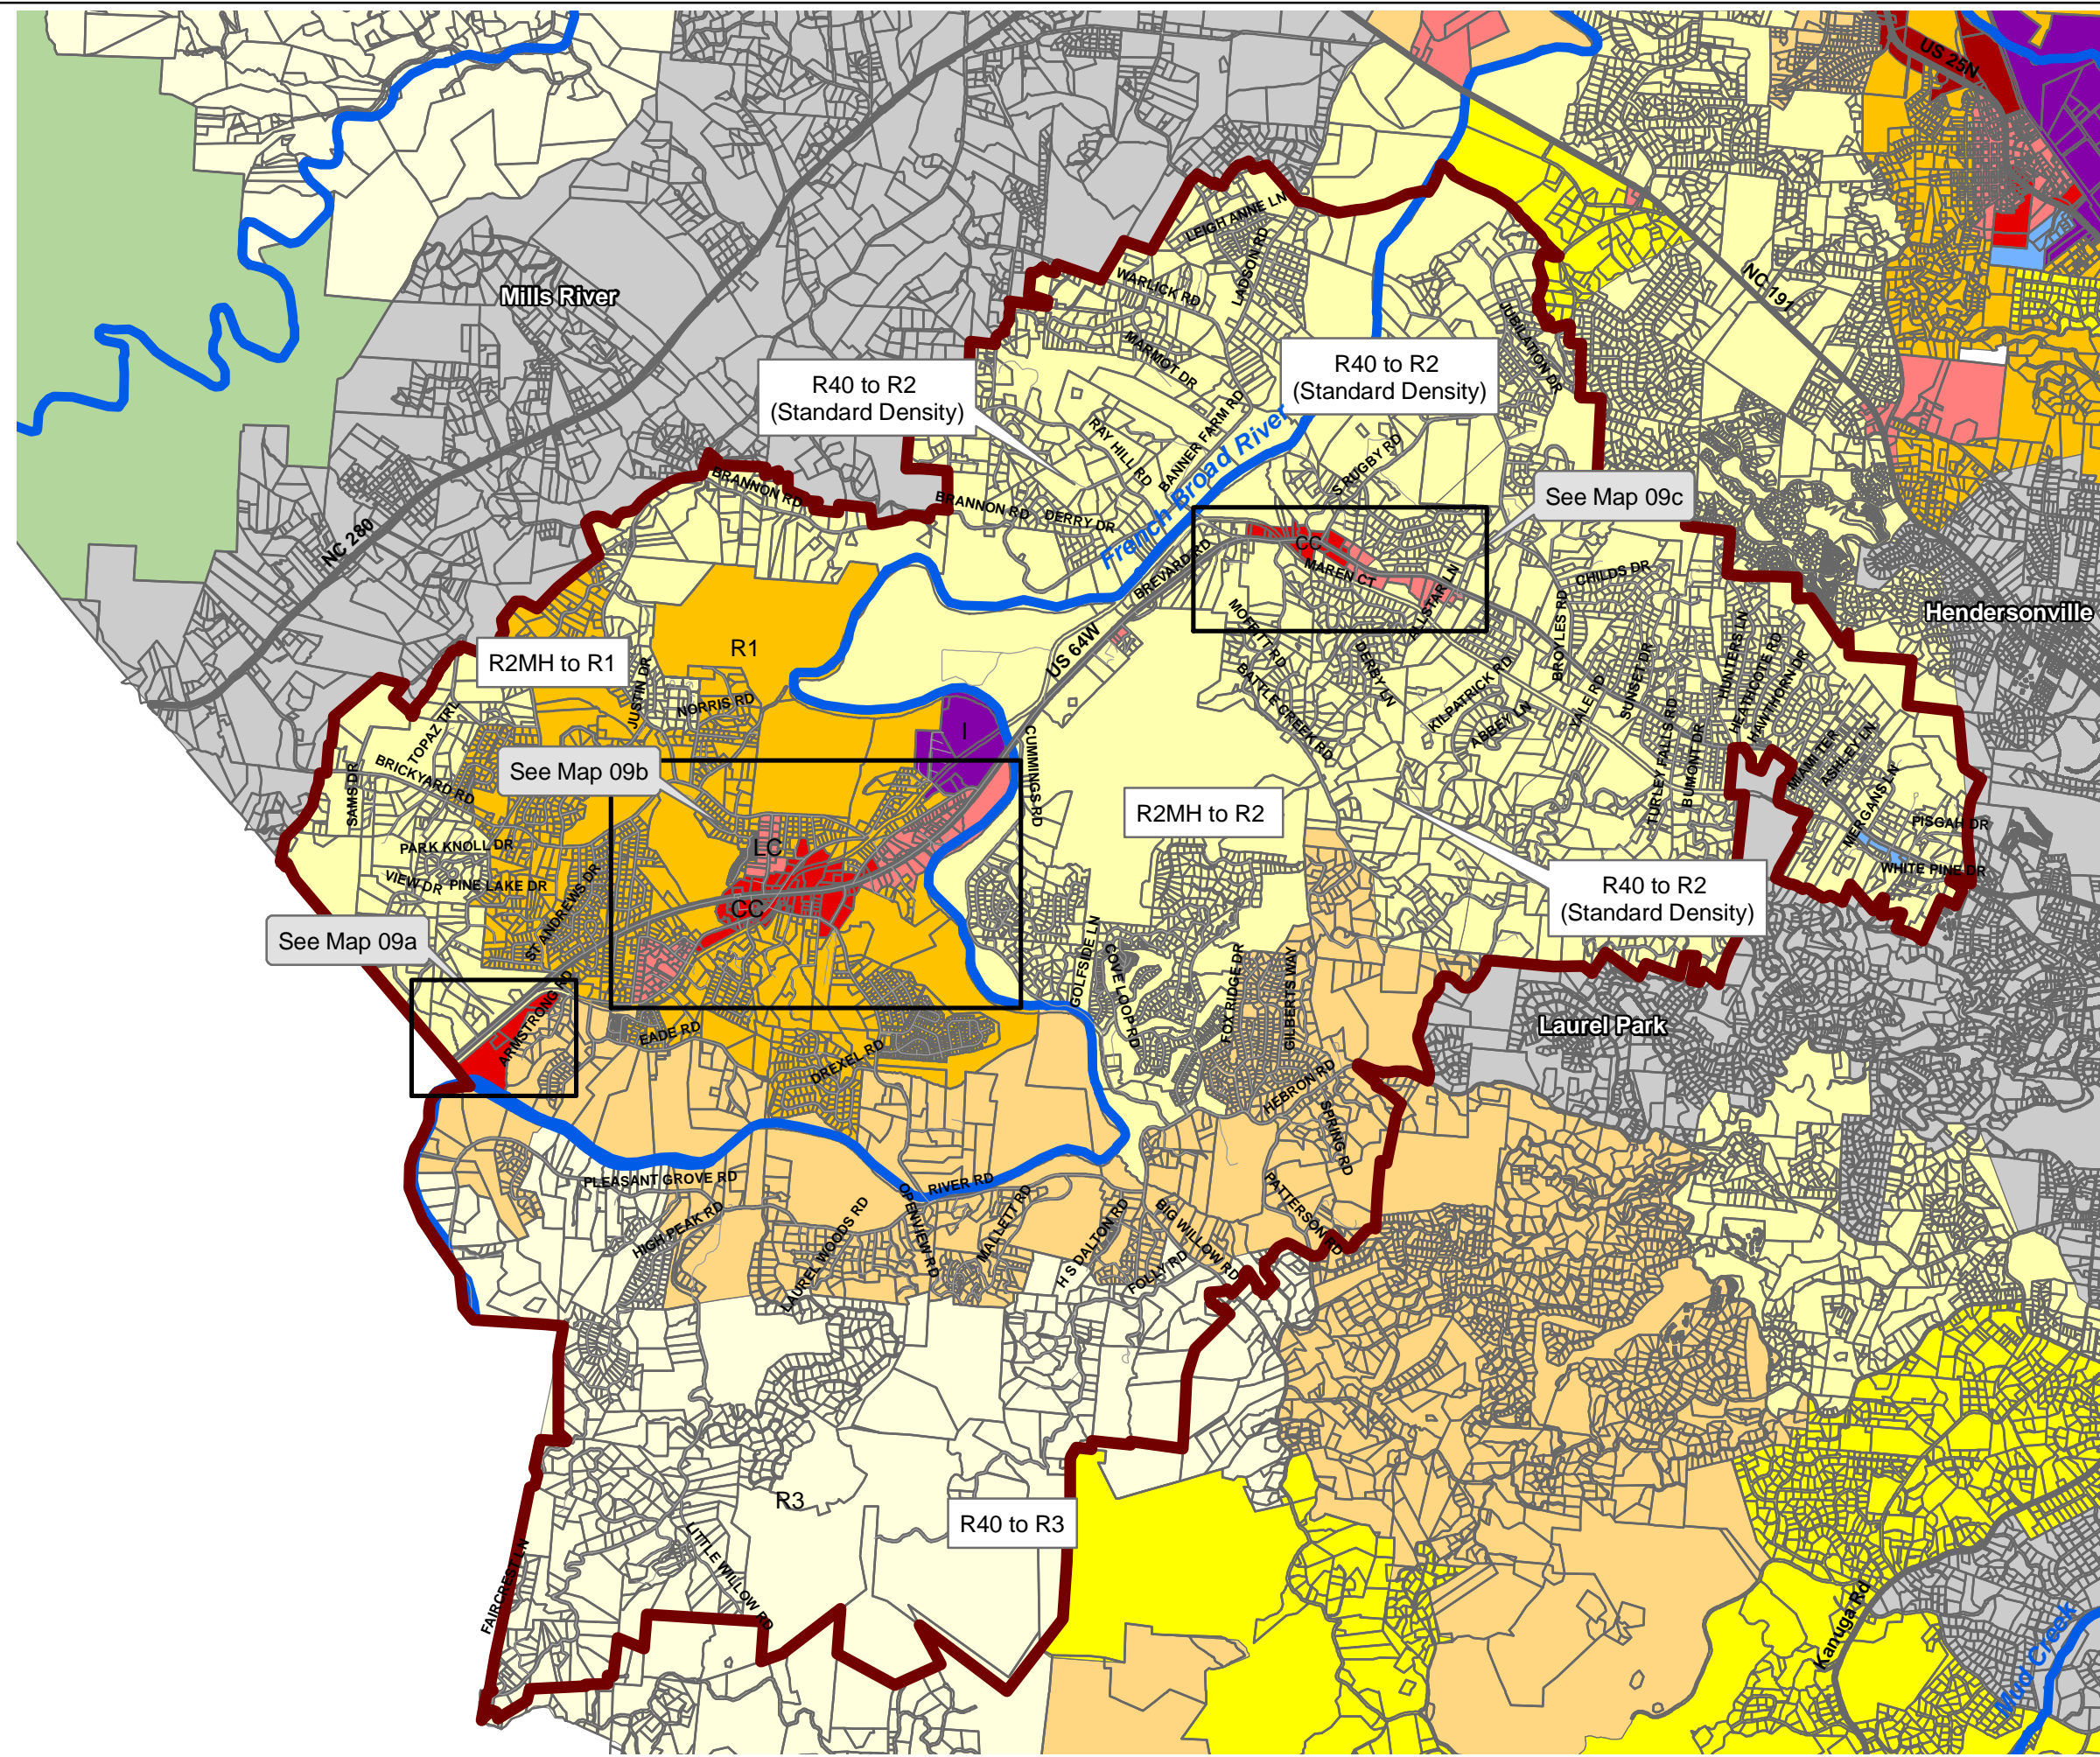 US 25N
LEIGH ANNE LN
LADSON RD
WARLICK RD
NC 191
Mills River
JUBILATION DR
MARMOT DR
R40 to R2
(Standard Density)
R40 to R2
(Standard Density)
RAY HILL RD
BANNER FARM RD
French Broad River
S RUGBY RD
BRANNON RD
BRANNON RD
DERRY DR
See Map 09c
NC 280
CC
MAREN CT
BREVARD RD
ALLSTAR LN
CHILDS DR
Hendersonville
MOFFITT RD
BROYLES RD
US 64W
R1
R2MH to R1
JUSTIN DR
NORRIS RD
BATTLE CREEK RD
DERBY LN
KILPATRICK RD
ABBEY LN
YALE RD
SUNSET DR
HUNTERS LN
HEATHCOTE RD
HAWTHORN DR
TOPAZ TRL
BRICKYARD RD
SAMS DR
I
CUMMINGS RD
See Map 09b
TURLEY FALLS RD
BUMONT DR
MIAMI TER
ASHLEY LN
MERGANS LN
PISGAH DR
WHITE PINE DR
R2MH to R2
PARK KNOLL DR
VIEW DR
PINE LAKE DR
ST ANDREWS DR
LC
CC
R40 to R2
(Standard Density)
See Map 09a
GOLFSIDE LN
COVE LOOP RD
FOX RIDGE DR
GILBERTS WAY
ARMSTRONG RD
EADE RD
DREXEL RD
Laurel Park
HEBRON RD
SPRING RD
PLEASANT GROVE RD
RIVER RD
HIGH PEAK RD
LAUREL WOODS RD
OPENVIEW RD
MALLETT RD
H S DALTON RD
BIG WILLOW RD
FOLLY RD
PATTERSON RD
R3
R40 to R3
LITTLE WILLOW RD
FAIRCREST LN
Kanuga Rd
Mud Creek